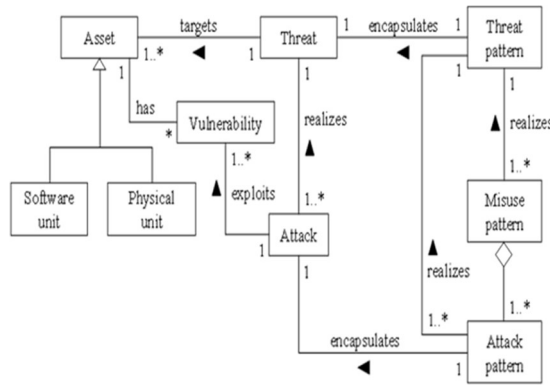 targets
encapsulates
Asset
Threat
Threat
pattern
1
1..*
1
1
1
1
1
1
1
has
realizes
realizes
Vulnerability
*
1..*
1..*
exploits
Software
unit
Physical
unit
1..*
Misuse
pattern
1
Attack
realizes
1
1..*
1..*
encapsulates
Attack
pattern
1